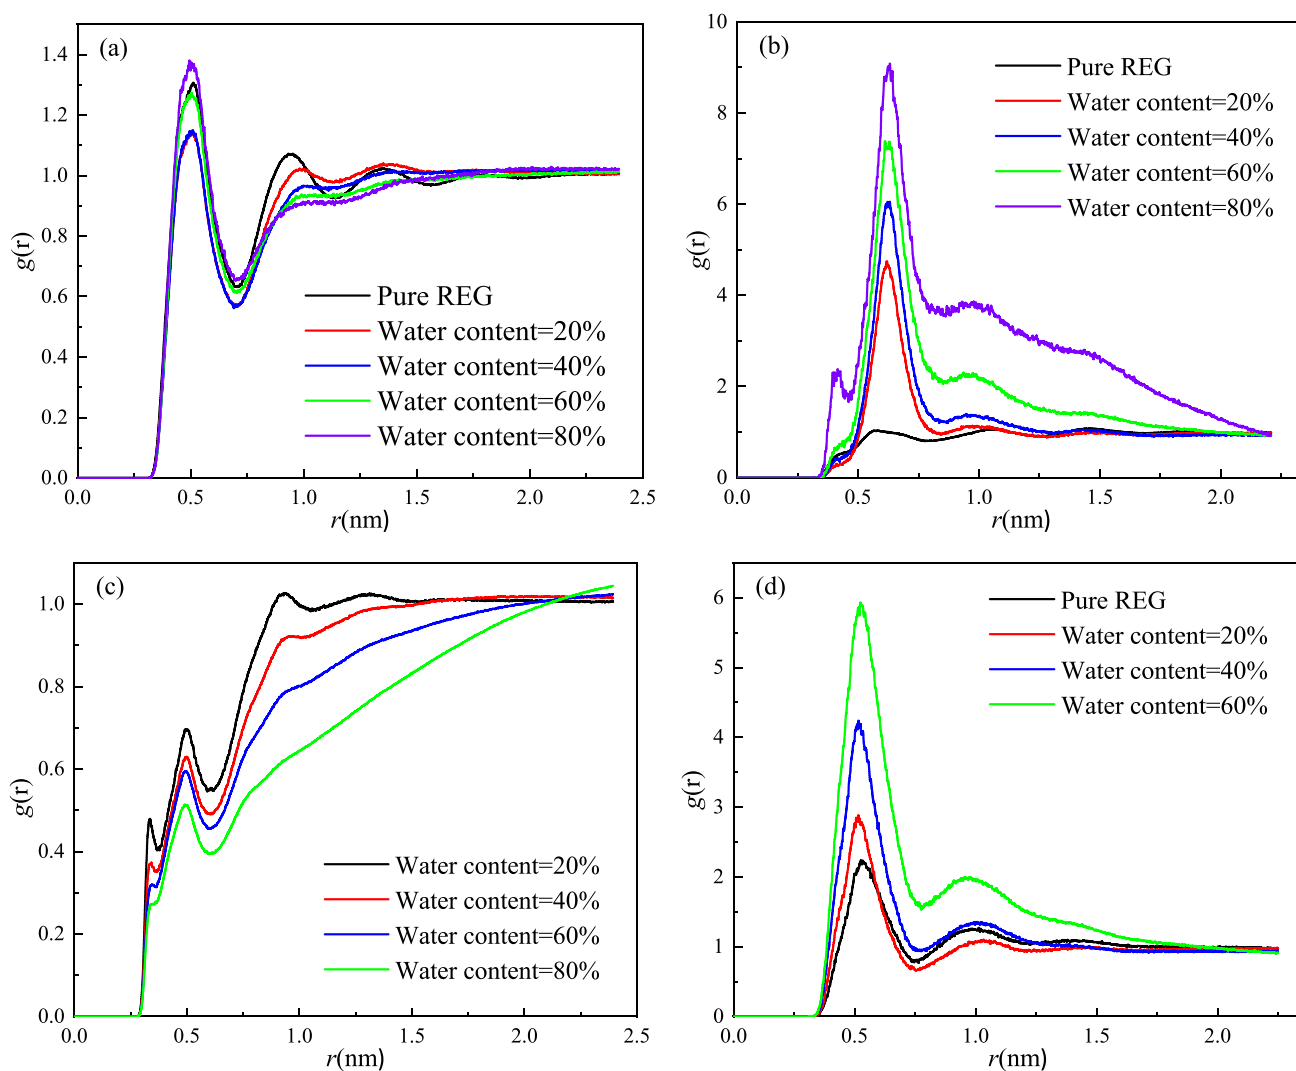 (a)
1.4
1.2
1.0
0.8
0.6
0.4
0.2
0.0
g(r)
Pure REG
Water content=20%
Water content=40%
Water content=60%
Water content=80%
0.0 0.5 1.0 1.5 2.0 2.5
r(nm)
(b)
10
8
6
4
2
0
g(r)
Pure REG
Water content=20%
Water content=40%
Water content=60%
Water content=80%
0.0 0.5 1.0 1.5 2.0
r(nm)
(c)
1.0
0.8
0.6
0.4
0.2
0.0
g(r)
Water content=20%
Water content=40%
Water content=60%
Water content=80%
0.0 0.5 1.0 1.5 2.0 2.5
r(nm)
(d)
6
5
4
3
2
1
0
g(r)
Pure REG
Water content=20%
Water content=40%
Water content=60%
0.0 0.5 1.0 1.5 2.0
r(nm)